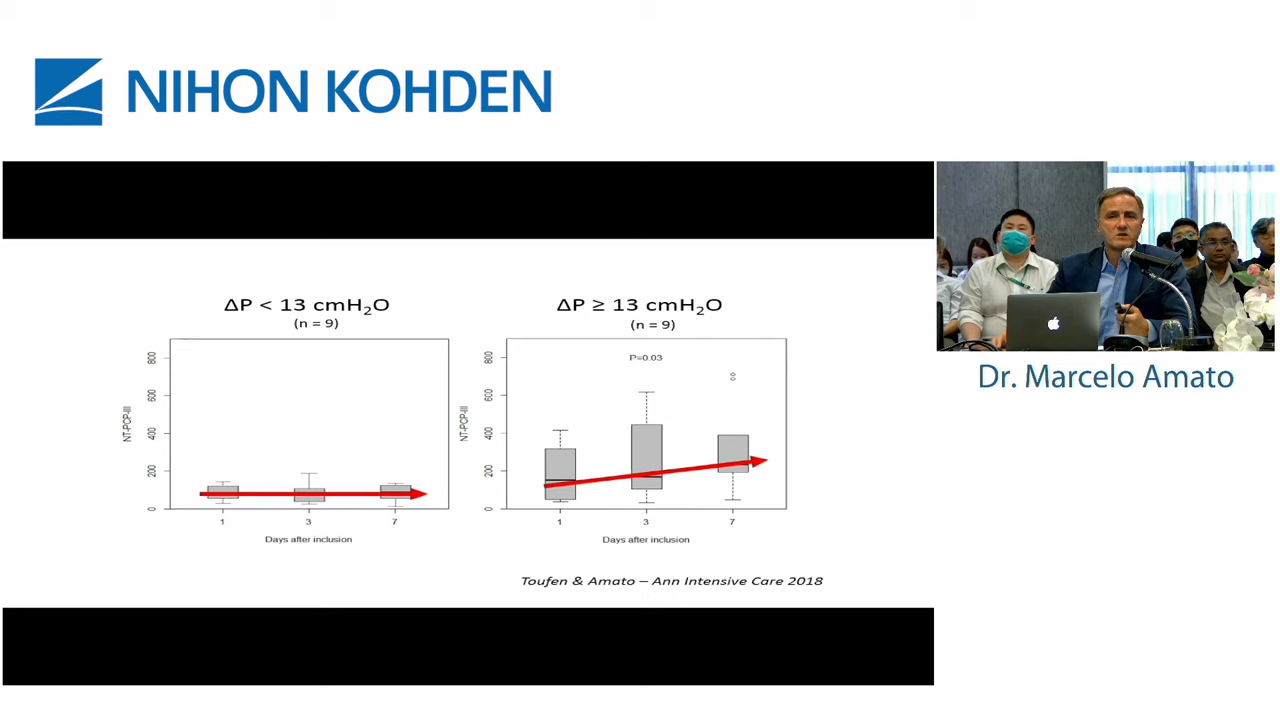 NIHON KOHDEN
ΔP < 13 cmH₂O
(n = 9)
ΔP ≥ 13 cmH₂O
(n = 9)
NT-PCP-III
800
600
400
200
0
1
3
7
Days after inclusion
P=0.03
NT-PCP-III
800
600
400
200
0
1
3
7
Days after inclusion
Toufen & Amato – Ann Intensive Care 2018
Dr. Marcelo Amato